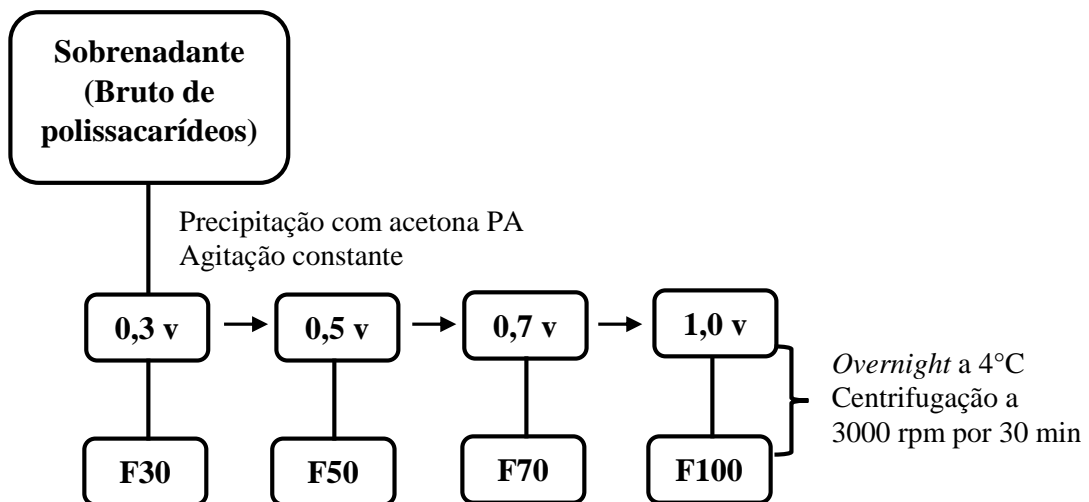 Sobrenadante
(Bruto de
polissacarídeos)
Precipitação com acetona PA
Agitação constante
0,3 v
0,5 v
0,7 v
1,0 v
Overnight a 4°C
Centrifugação a
3000 rpm por 30 min
F30
F50
F70
F100